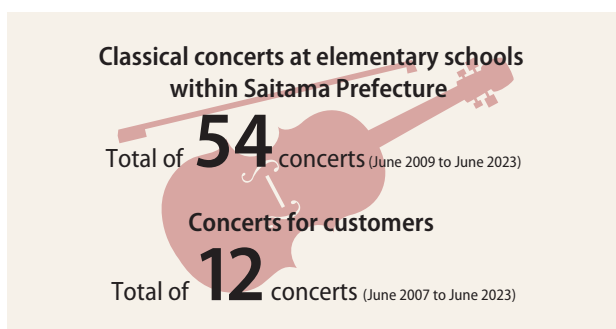 Classical concerts at elementary schools
within Saitama Prefecture
Total of 54 concerts (June 2009 to June 2023)
Concerts for customers
Total of 12 concerts (June 2007 to June 2023)